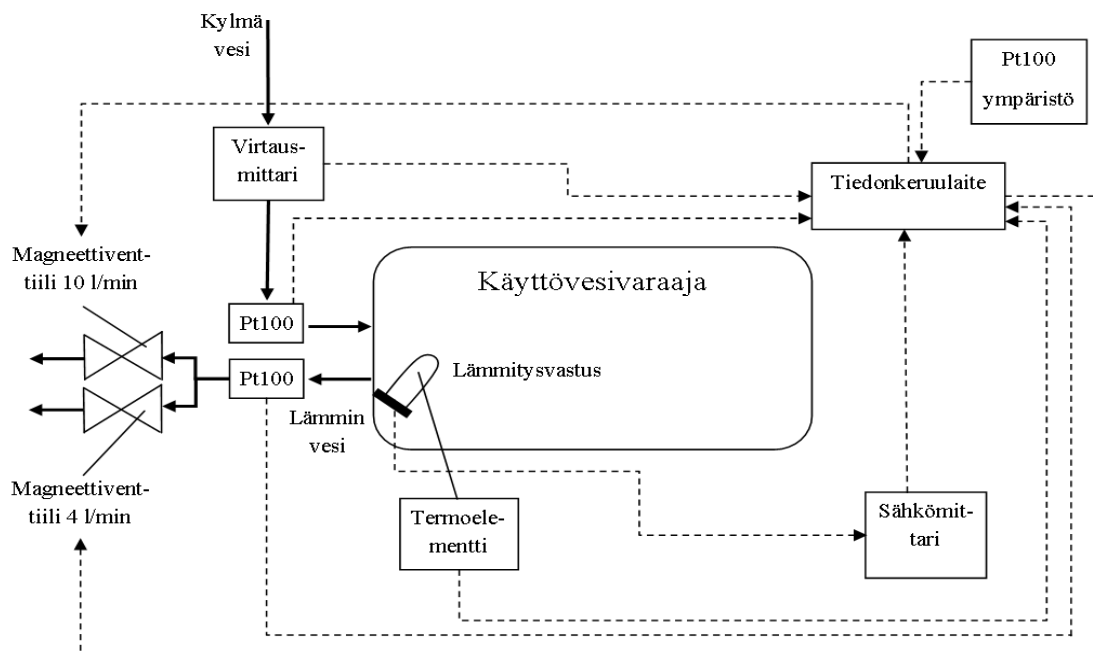 Kylmä
vesi
Pt100
ympäristö
Virtaus-
mittari
Tiedonkeruulaite
Magneettivent-
tiili 10 l/min
Käyttövesivaraaja
Pt100
Pt100
Lämmitysvastus
Lämmin
vesi
Magneettivent-
tiili 4 l/min
Termoele-
mentti
Sähkömit-
tari